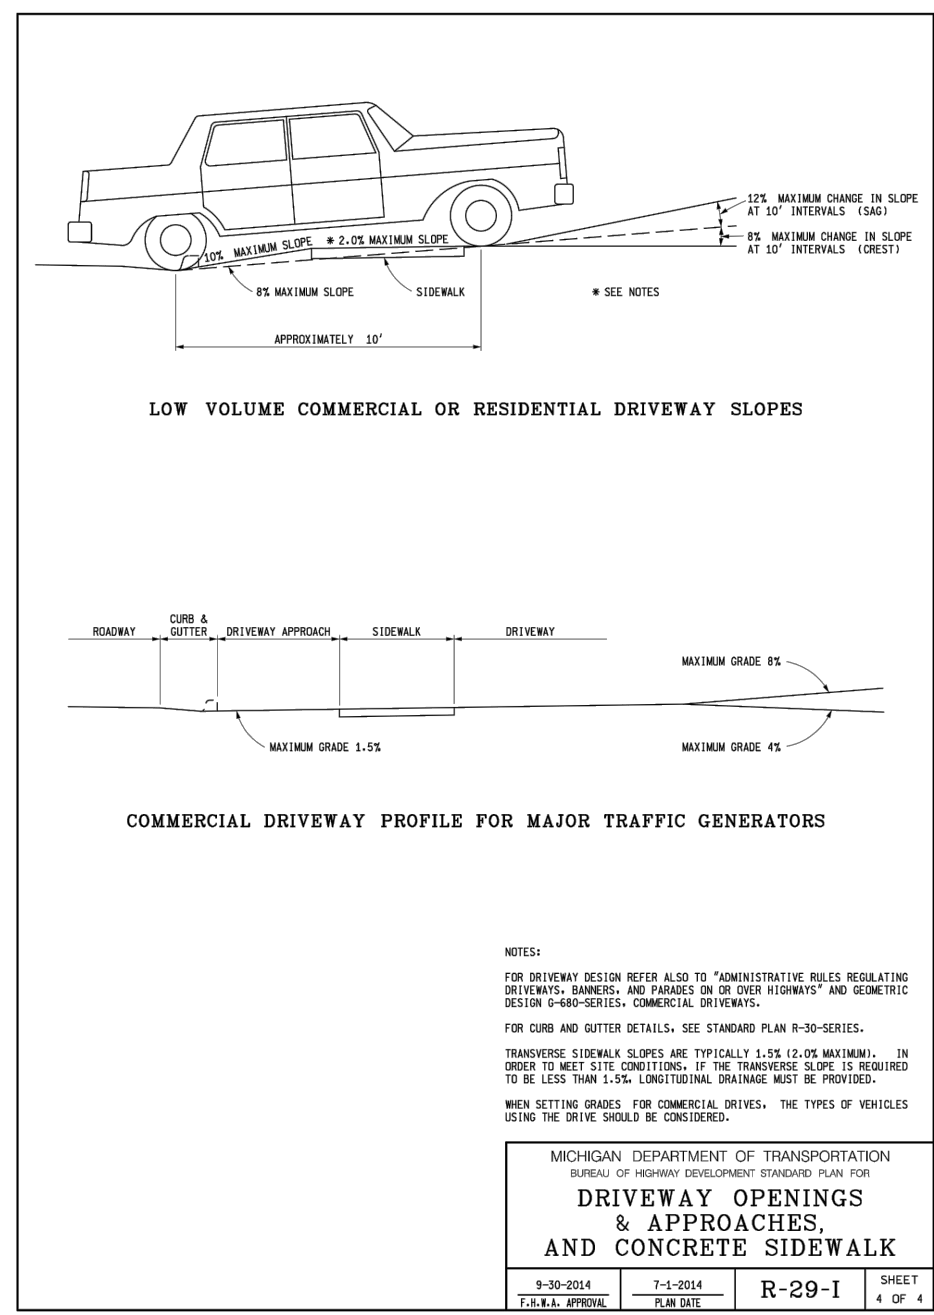 12% MAXIMUM CHANGE IN SLOPE
AT 10' INTERVALS (SAG)
8% MAXIMUM CHANGE IN SLOPE
AT 10' INTERVALS (CREST)
10% MAXIMUM SLOPE
* 2.0% MAXIMUM SLOPE
8% MAXIMUM SLOPE
SIDEWALK
* SEE NOTES
APPROXIMATELY 10'
LOW VOLUME COMMERCIAL OR RESIDENTIAL DRIVEWAY SLOPES
ROADWAY
CURB &
GUTTER
DRIVEWAY APPROACH
SIDEWALK
DRIVEWAY
MAXIMUM GRADE 8%
MAXIMUM GRADE 1.5%
MAXIMUM GRADE 4%
COMMERCIAL DRIVEWAY PROFILE FOR MAJOR TRAFFIC GENERATORS
NOTES:
FOR DRIVEWAY DESIGN REFER ALSO TO "ADMINISTRATIVE RULES REGULATING
DRIVEWAYS, BANNERS, AND PARADES ON OR OVER HIGHWAYS" AND GEOMETRIC
DESIGN G-680-SERIES, COMMERCIAL DRIVEWAYS.
FOR CURB AND GUTTER DETAILS, SEE STANDARD PLAN R-30-SERIES.
TRANSVERSE SIDEWALK SLOPES ARE TYPICALLY 1.5% (2.0% MAXIMUM). IN
ORDER TO MEET SITE CONDITIONS, IF THE TRANSVERSE SLOPE IS REQUIRED
TO BE LESS THAN 1.5%, LONGITUDINAL DRAINAGE MUST BE PROVIDED.
WHEN SETTING GRADES FOR COMMERCIAL DRIVES, THE TYPES OF VEHICLES
USING THE DRIVE SHOULD BE CONSIDERED.
MICHIGAN DEPARTMENT OF TRANSPORTATION
BUREAU OF HIGHWAY DEVELOPMENT STANDARD PLAN FOR
DRIVEWAY OPENINGS
& APPROACHES,
AND CONCRETE SIDEWALK
9-30-2014
F.H.W.A. APPROVAL
7-1-2014
PLAN DATE
R-29-I
SHEET
4 OF 4